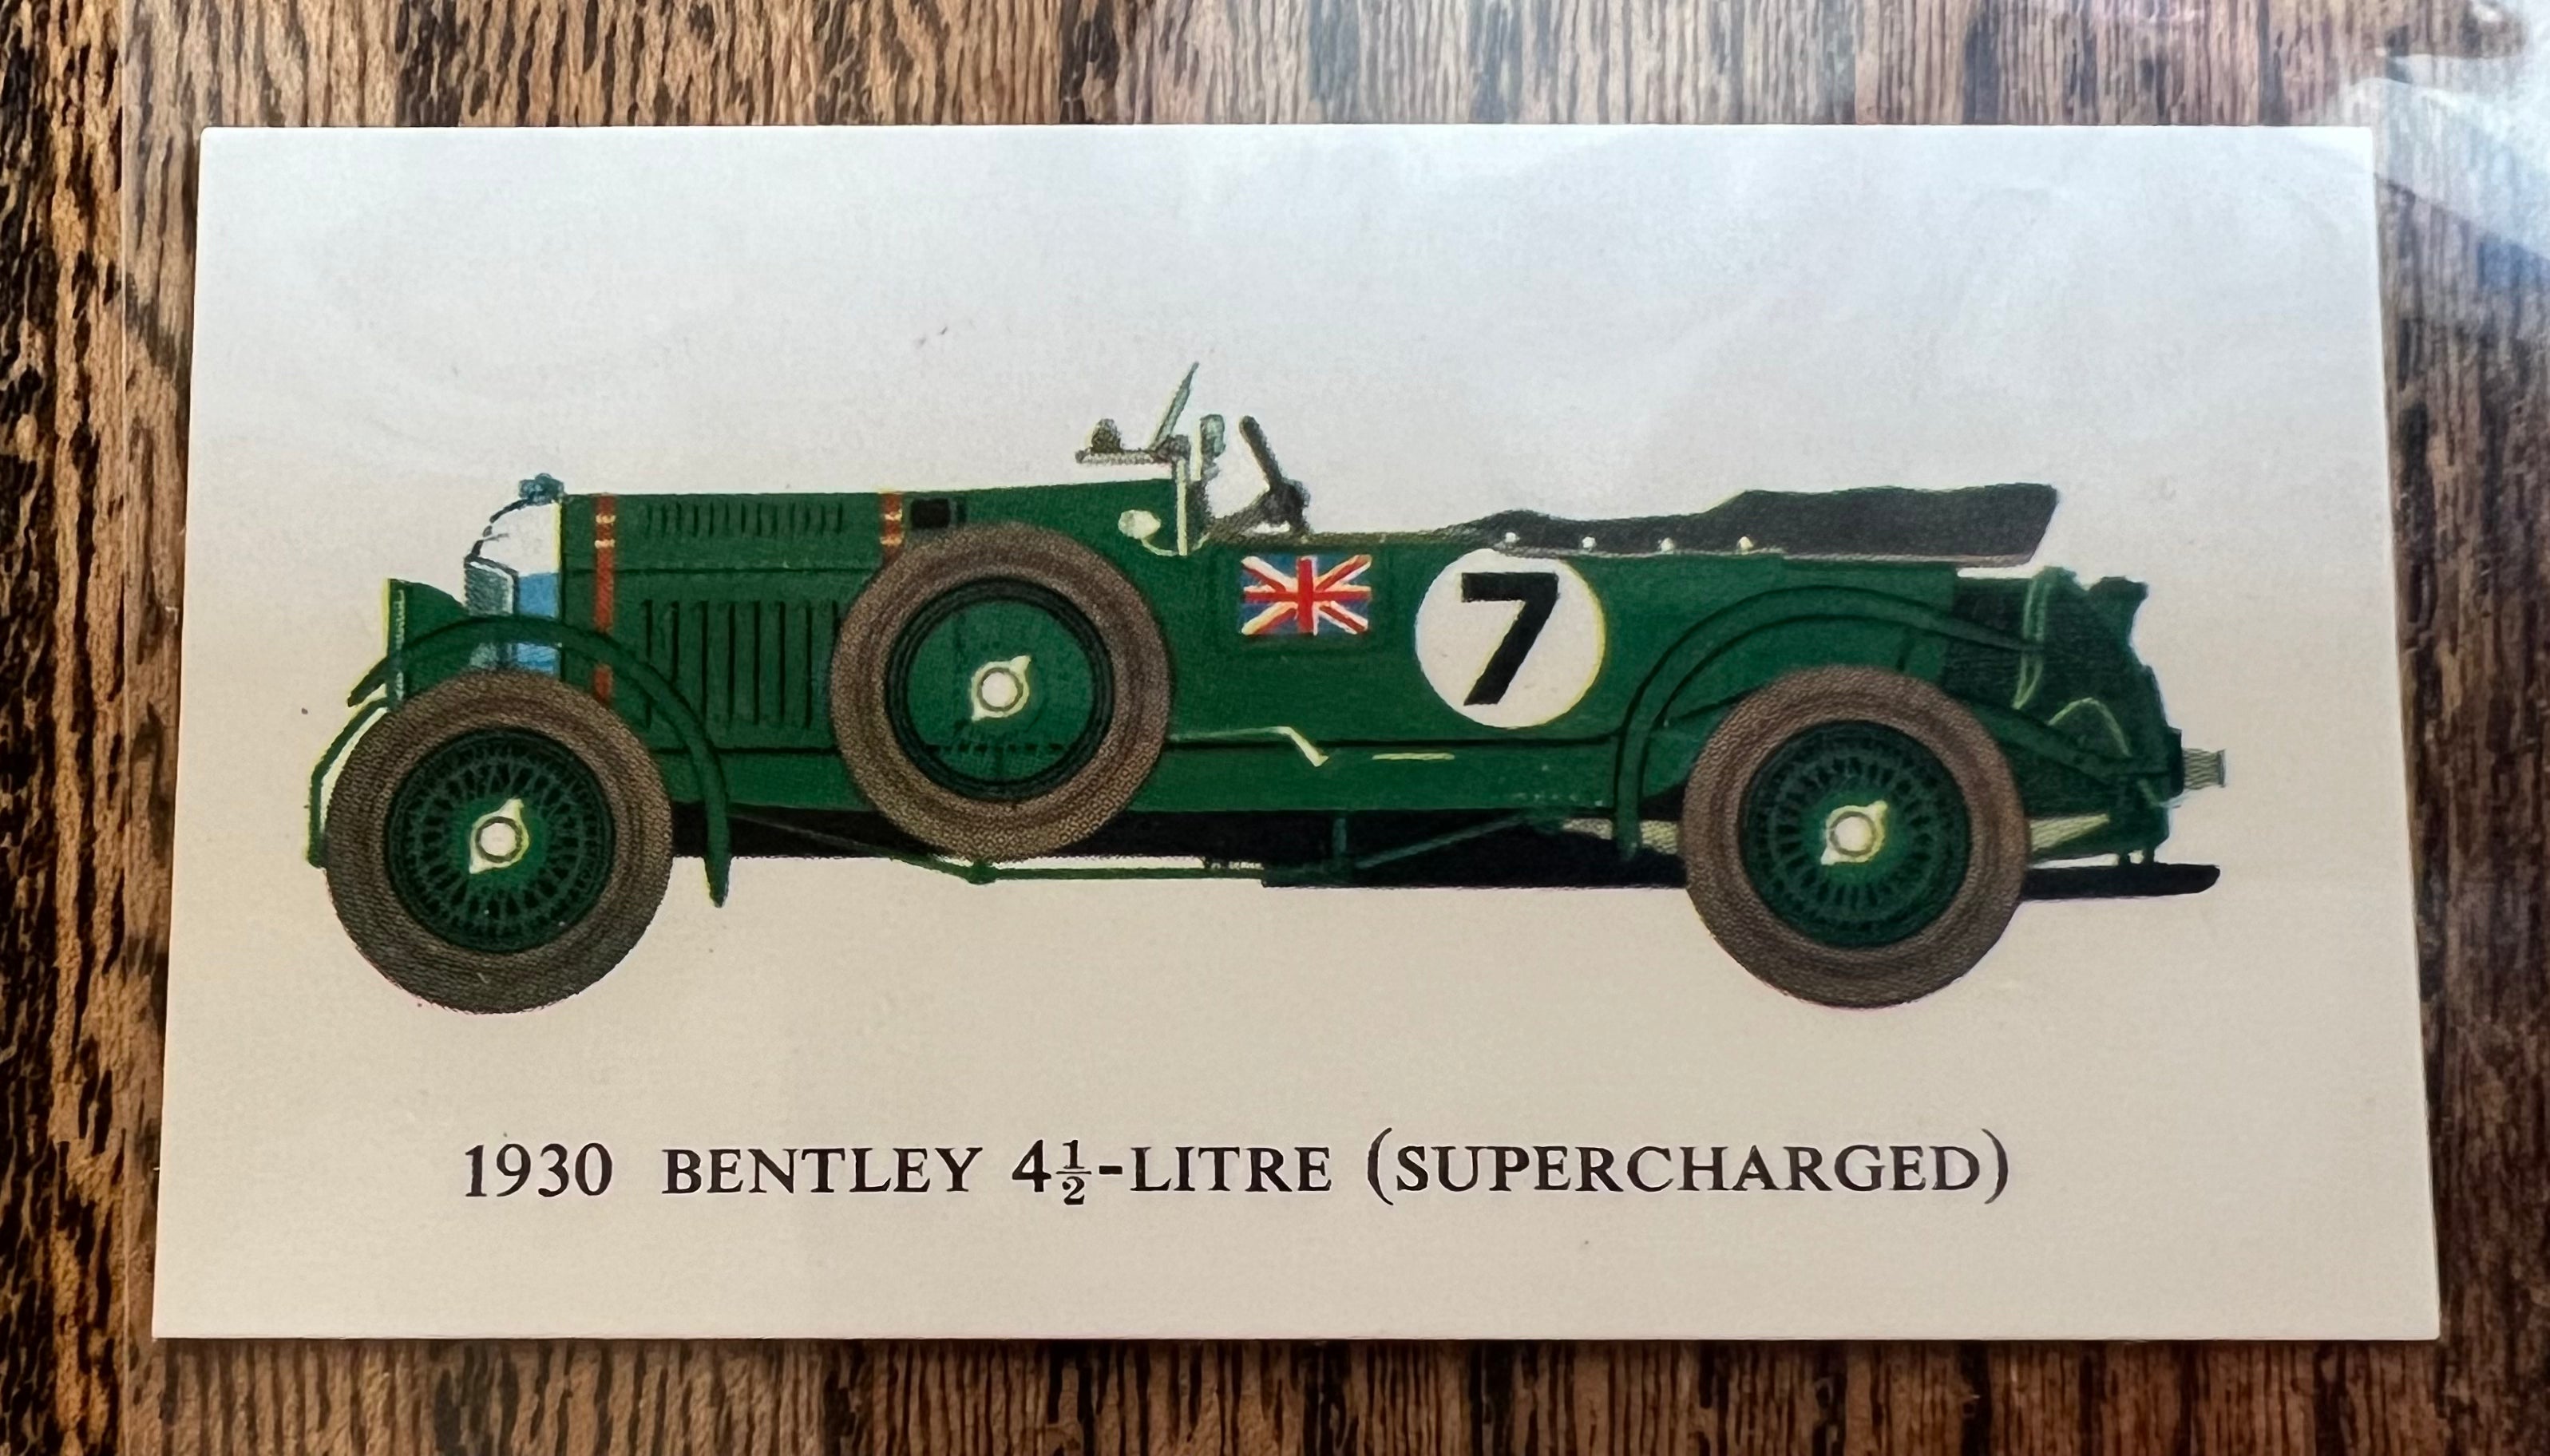 7
1930 BENTLEY 4½-LITRE (SUPERCHARGED)